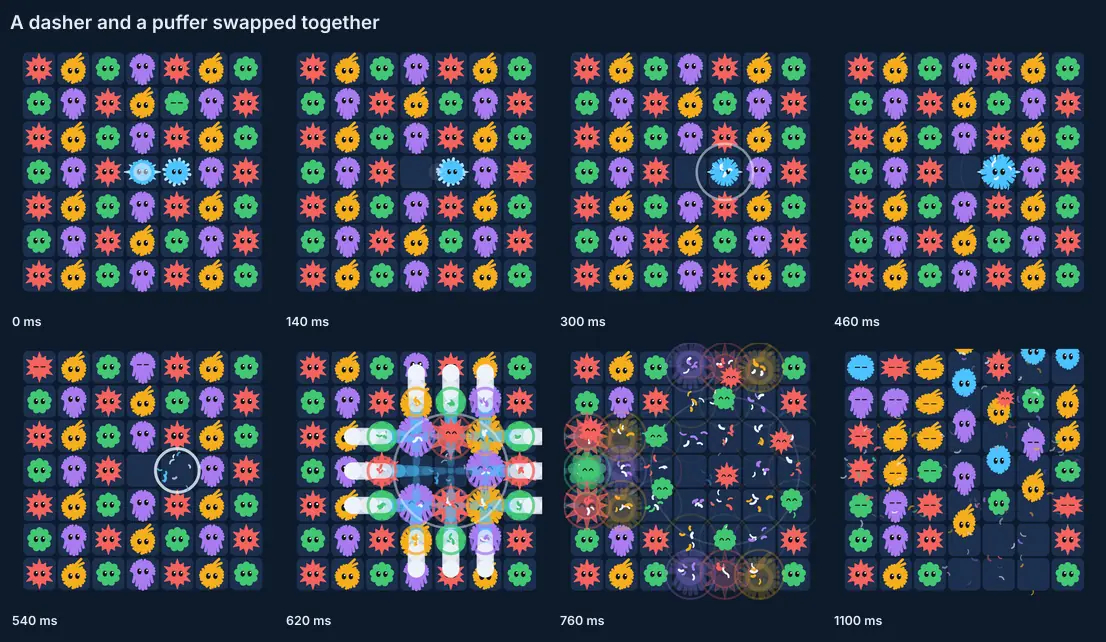 A dasher and a puffer swapped together
0 ms
140 ms
300 ms
460 ms
540 ms
620 ms
760 ms
1100 ms